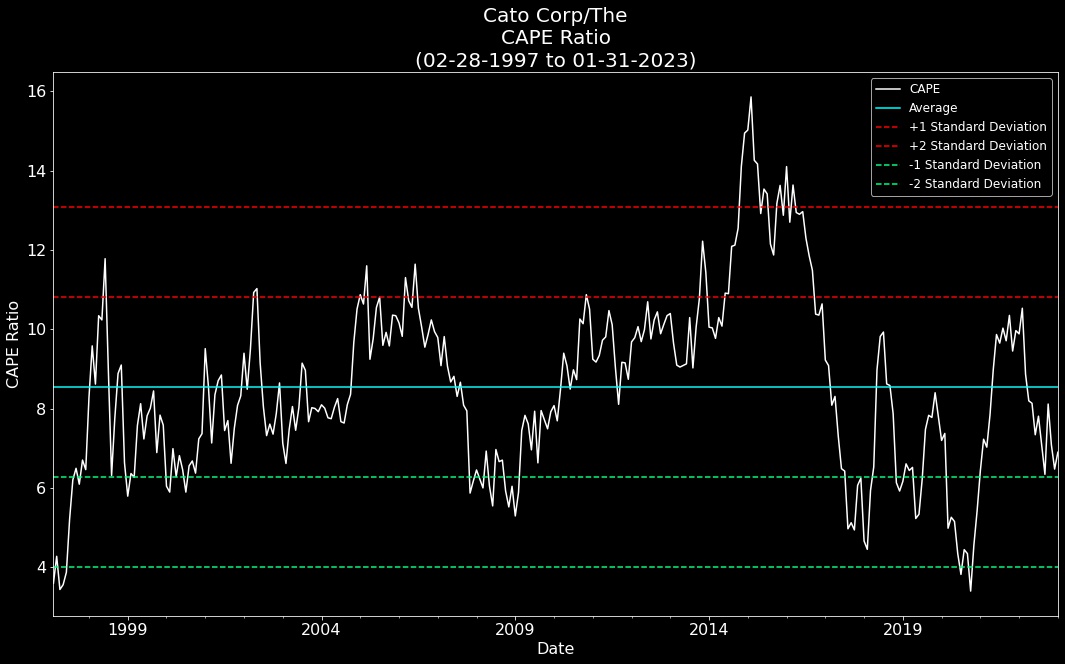 Cato Corp/The
CAPE Ratio
(02-28-1997 to 01-31-2023)
CAPE
Average
+1 Standard Deviation
+2 Standard Deviation
-1 Standard Deviation
-2 Standard Deviation
CAPE Ratio
16
14
12
10
8
6
4
1999 2004 2009 2014 2019
Date